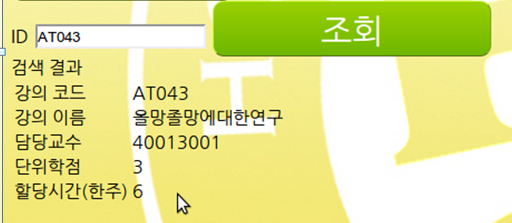 ID AT043 조회
검색 결과
강의 코드 AT043
강의 이름 올망졸망에대한연구
담당교수 40013001
단위학점 3
할당시간(한주) 6